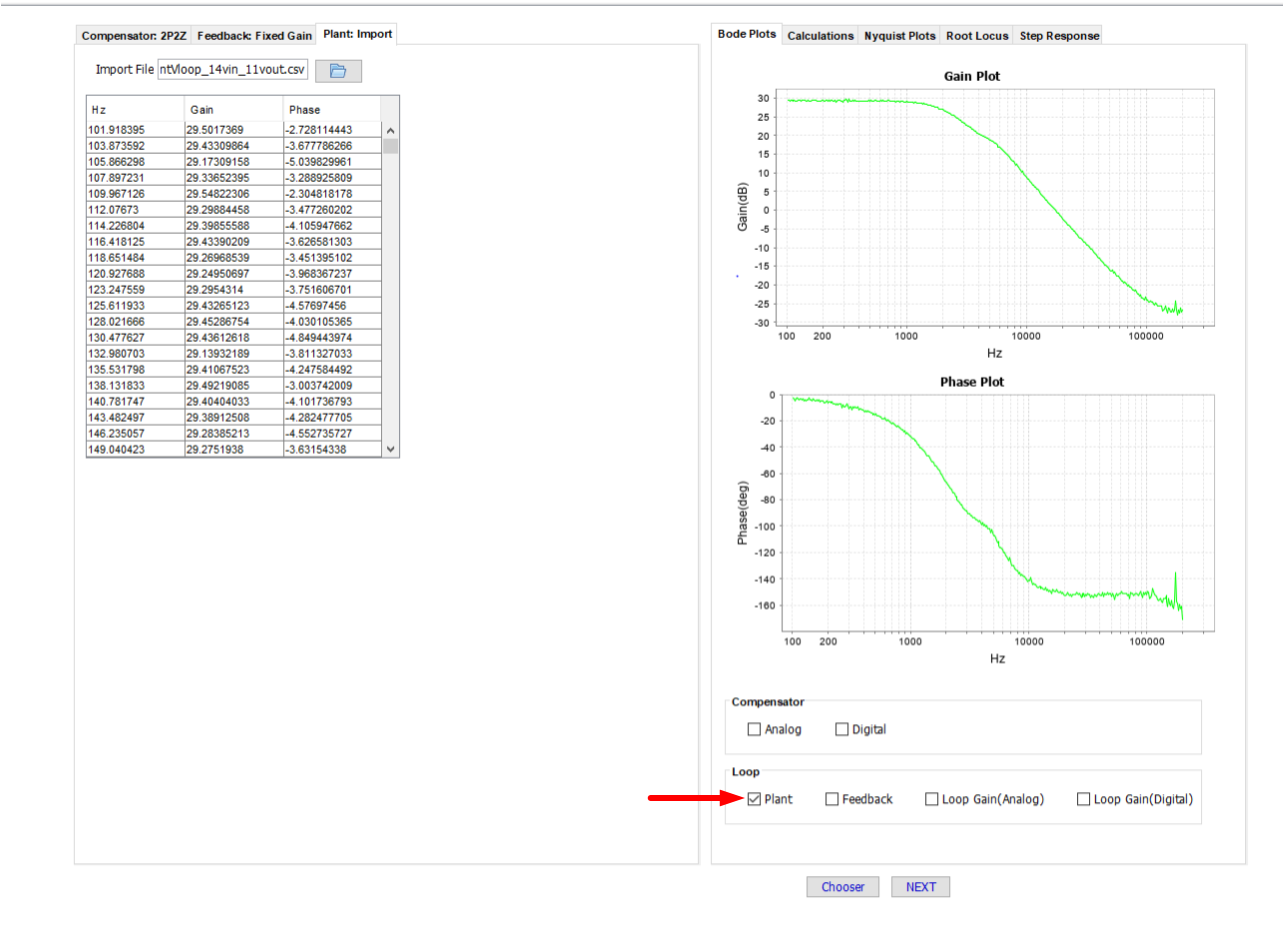 Compensator: 2P2Z Feedback: Fixed Gain Plant: Import
Import File ntVloop_14vin_11vout.csv
Hz Gain Phase
101.918395 29.5017369 -2.728114443
103.873592 29.43309864 -3.677786266
105.866298 29.17309158 -5.039829961
107.897231 29.33652395 -3.288925809
109.967126 29.54822306 -2.304818178
112.07673 29.29884458 -3.477260202
114.226804 29.39855588 -4.105947662
116.418125 29.43390209 -3.626581303
118.651484 29.26968539 -3.451395102
120.927688 29.24950697 -3.968367237
123.247559 29.2954314 -3.751606701
125.611933 29.43265123 -4.57697456
128.021666 29.45286754 -4.030105365
130.477627 29.43612618 -4.849443974
132.980703 29.13932189 -3.811327033
135.531798 29.41067523 -4.247584492
138.131833 29.49219085 -3.003742009
140.781747 29.40404033 -4.101736793
143.482497 29.38912508 -4.282477705
146.235057 29.28385213 -4.552735727
149.040423 29.2751938 -3.63154338
Bode Plots Calculations Nyquist Plots Root Locus Step Response
Gain Plot
Gain(dB)
30
25
20
15
10
5
0
-5
-10
-15
-20
-25
-30
100 200 1000 10000 100000
Hz
Phase Plot
Phase(deg)
0
-20
-40
-60
-80
-100
-120
-140
-160
100 200 1000 10000 100000
Hz
Compensator
Analog Digital
Loop
Plant Feedback Loop Gain(Analog) Loop Gain(Digital)
Chooser NEXT